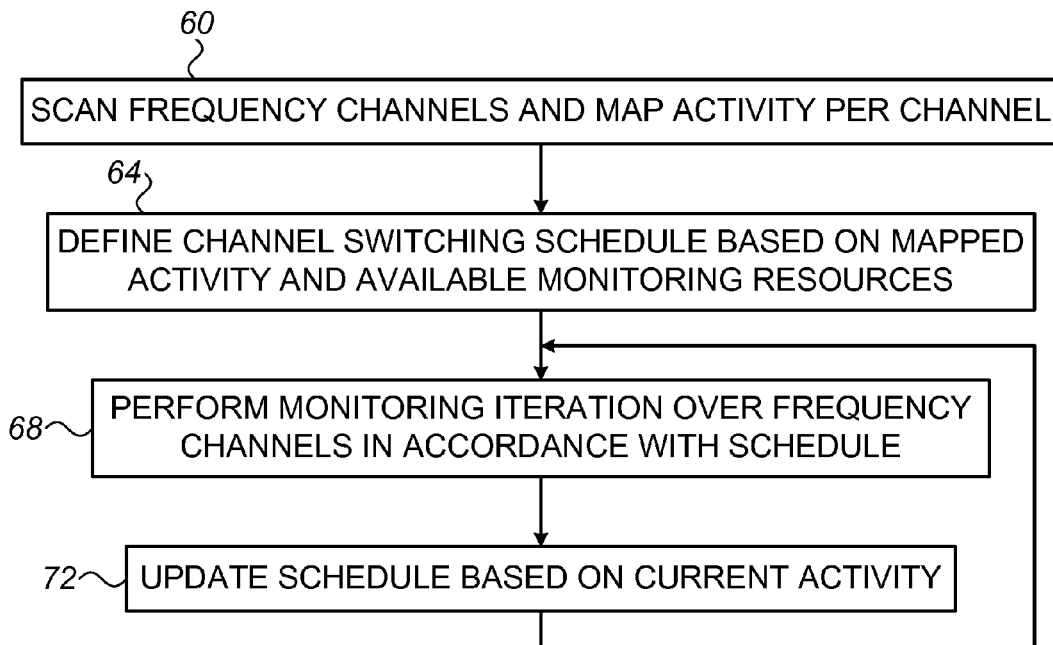 60
SCAN FREQUENCY CHANNELS AND MAP ACTIVITY PER CHANNEL
64
DEFINE CHANNEL SWITCHING SCHEDULE BASED ON MAPPED
ACTIVITY AND AVAILABLE MONITORING RESOURCES
68
PERFORM MONITORING ITERATION OVER FREQUENCY
CHANNELS IN ACCORDANCE WITH SCHEDULE
72
UPDATE SCHEDULE BASED ON CURRENT ACTIVITY